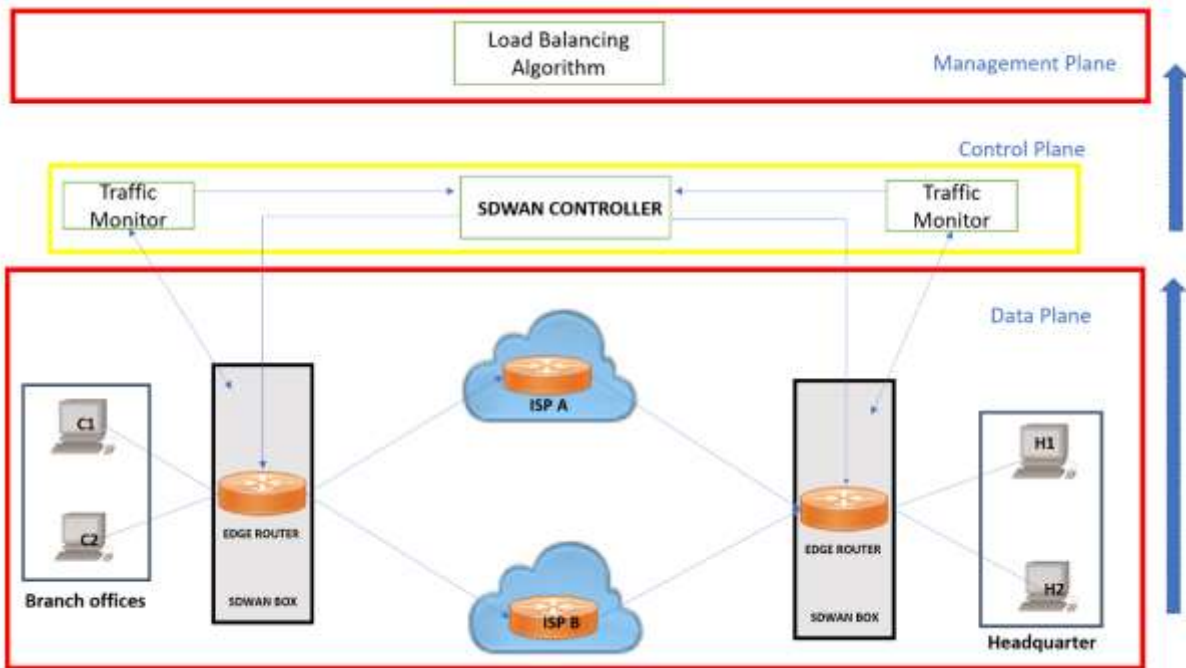 Load Balancing
Algorithm
Management Plane
Control Plane
Traffic
Monitor
SDWAN CONTROLLER
Traffic
Monitor
Data Plane
ISP A
C1
H1
C2
EDGE ROUTER
EDGE ROUTER
H2
Branch offices
SDWAN BOX
ISP B
SDWAN BOX
Headquarter